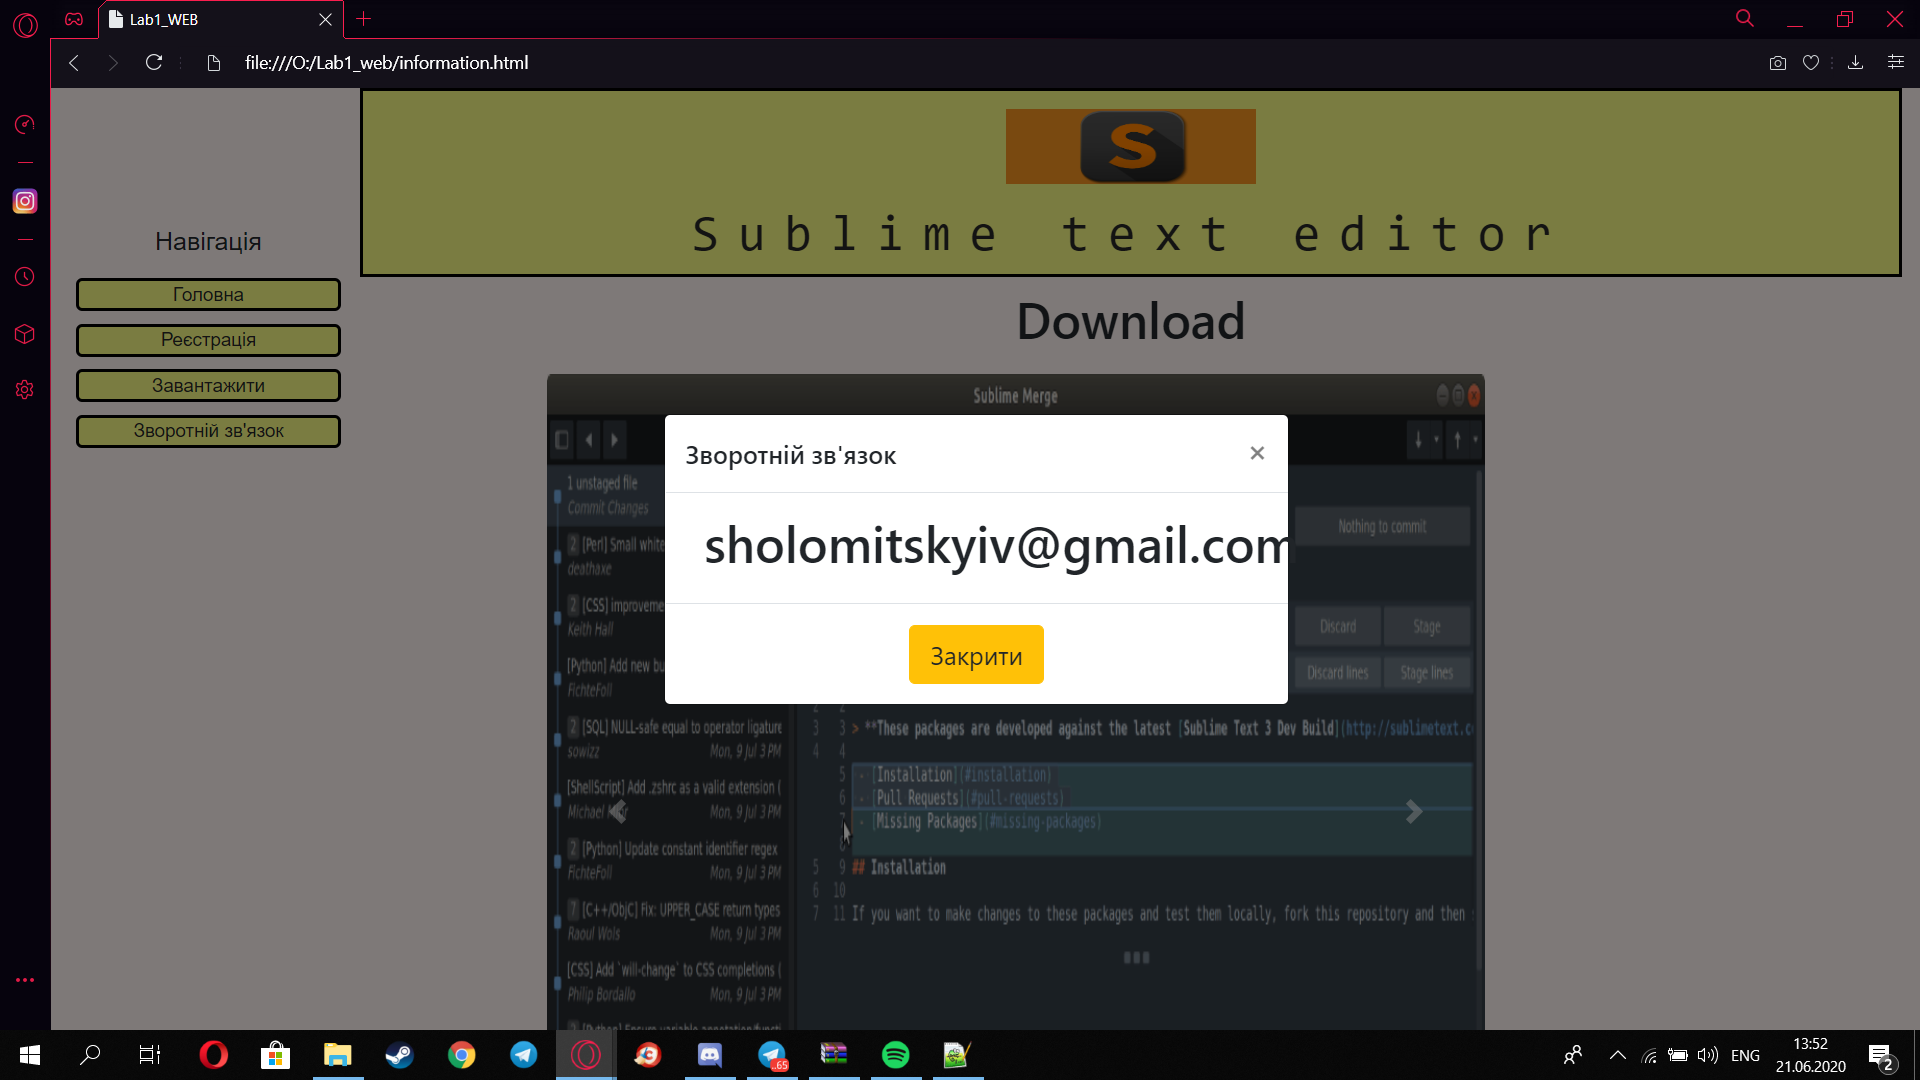 Lab1_WEB
file:///O:/Lab1_web/information.html
S
Sublime text editor
Навігація
Головна
Реєстрація
Завантажити
Зворотній зв'язок
Download
Sublime Merge
Зворотній зв'язок
×
sholomitskyiv@gmail.com
Закрити
1 unstaged file
Commit Changes
2 [Perl] Small white
deathaxe
2 [CSS] improveme
Keith Hall
[Python] Add new bu
FichteFoll
2 [SQL] NULL-safe equal to operator ligature
sowizz Mon, 9 Jul 3 PM
[ShellScript] Add .zshrc as a valid extension (
Michael Mon, 9 Jul 3 PM
2 [Python] Update constant identifier regex
FichteFoll Mon, 9 Jul 3 PM
7 [C++/ObjC] Fix: UPPER_CASE return types
Raoul Wols Mon, 9 Jul 3 PM
[CSS] Add `will-change` to CSS completions (
Philip Bordallo Mon, 9 Jul 3 PM
Nothing to commit
Discard Stage
Discard lines Stage lines
2 2
3 3 > **These packages are developed against the latest [Sublime Text 3 Dev Build](http://sublimetext.c
4 4
5 - [Installation](#installation)
6 - [Pull Requests](#pull-requests)
7 - [Missing Packages](#missing-packages)
5 9 ## Installation
6 10
7 11 If you want to make changes to these packages and test them locally, fork this repository and then
..65
ENG
13:52
21.06.2020
2